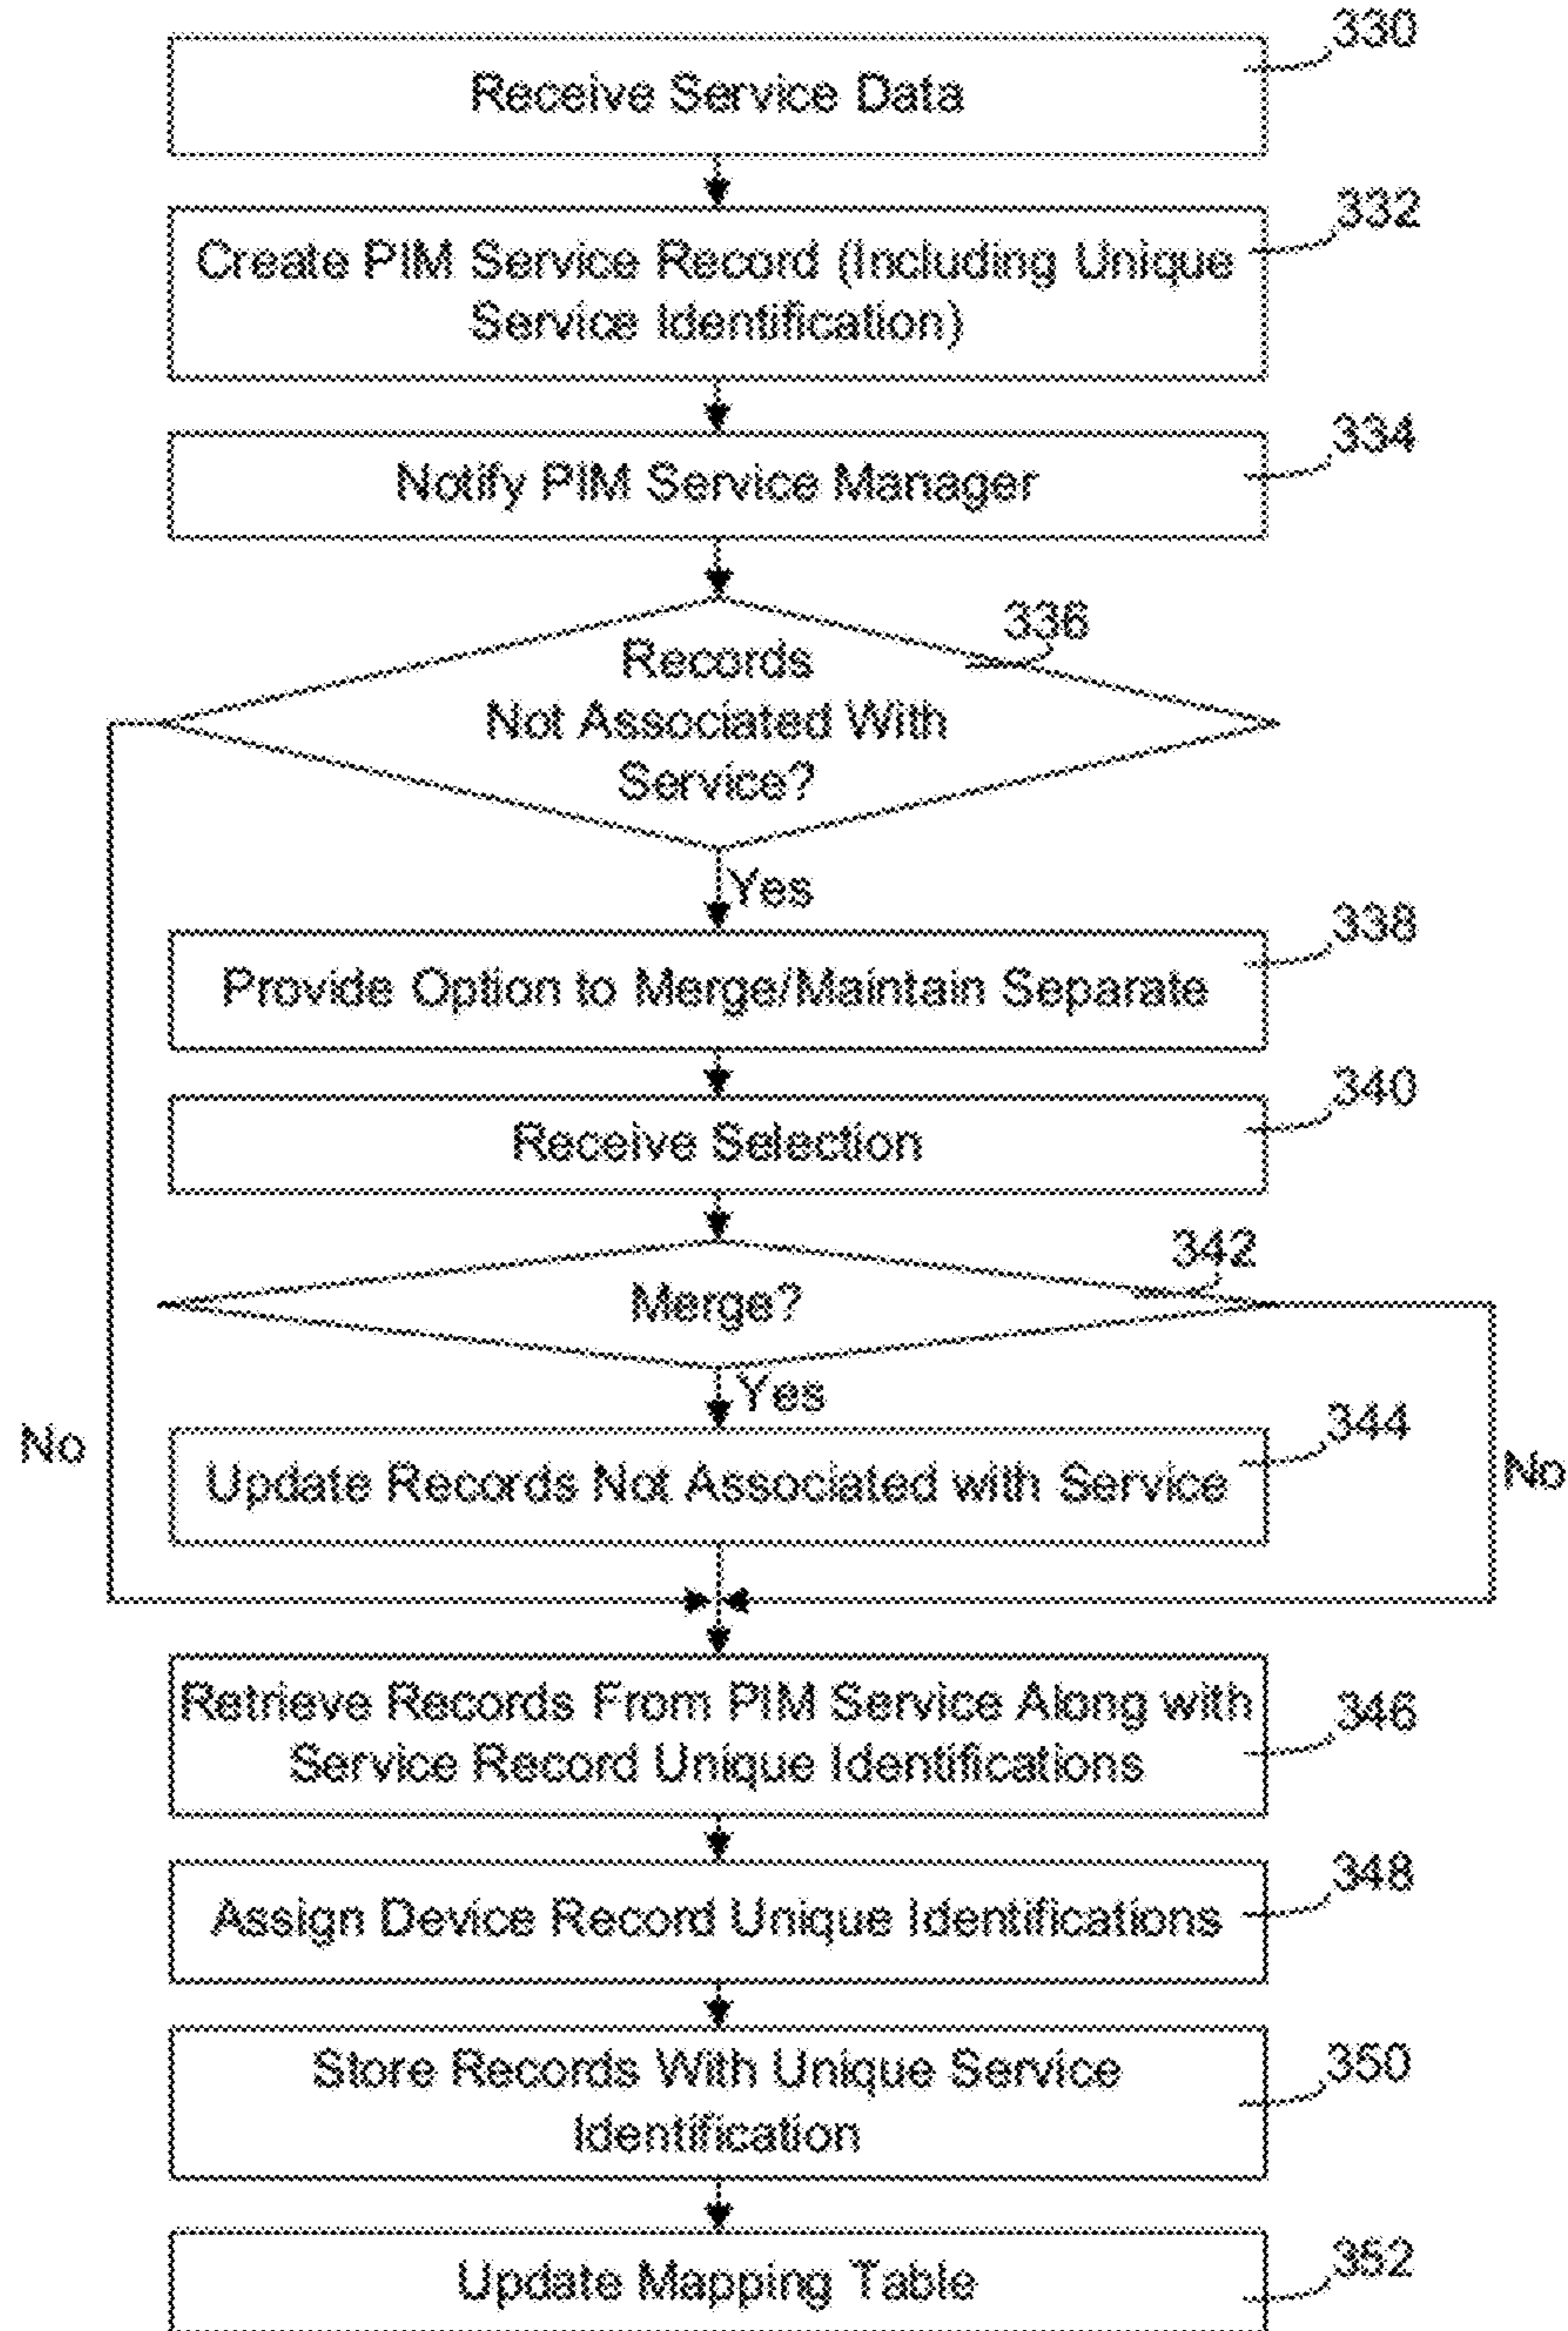 330
Receive Service Data
332
Create PIM Service Record (Including Unique
Service Identification)
334
Notify PIM Service Manager
336
Records
Not Associated With
Service?
Yes
338
Provide Option to Merge/Maintain Separate
340
Receive Selection
342
Merge?
Yes
344
No
Update Records Not Associated with Service
No
346
Retrieve Records From PIM Service Along with
Service Record Unique Identifications
348
Assign Device Record Unique Identifications
350
Store Records With Unique Service
Identification
352
Update Mapping Table